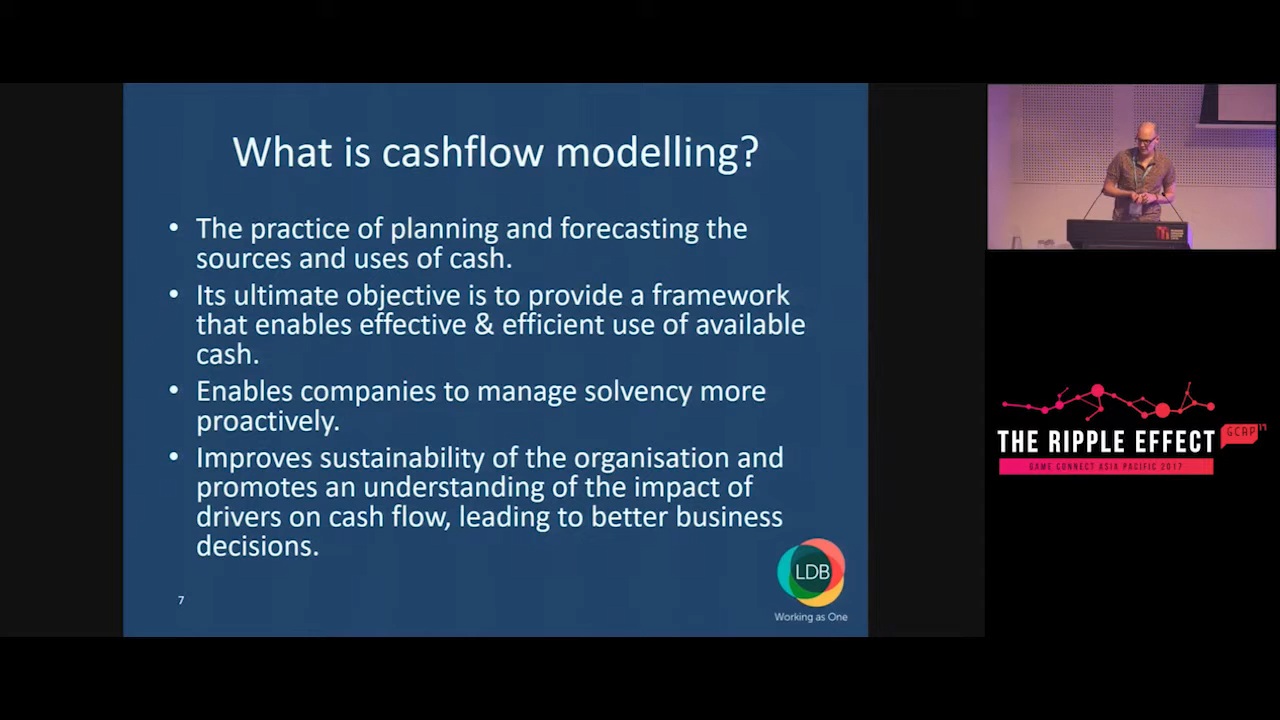 What is cashflow modelling?
• The practice of planning and forecasting the
sources and uses of cash.
• Its ultimate objective is to provide a framework
that enables effective & efficient use of available
cash.
• Enables companies to manage solvency more
proactively.
• Improves sustainability of the organisation and
promotes an understanding of the impact of
drivers on cash flow, leading to better business
decisions.
7
LDB
Working as One
THE RIPPLE EFFECT
GCAP 17
GAME CONNECT ASIA PACIFIC 2017